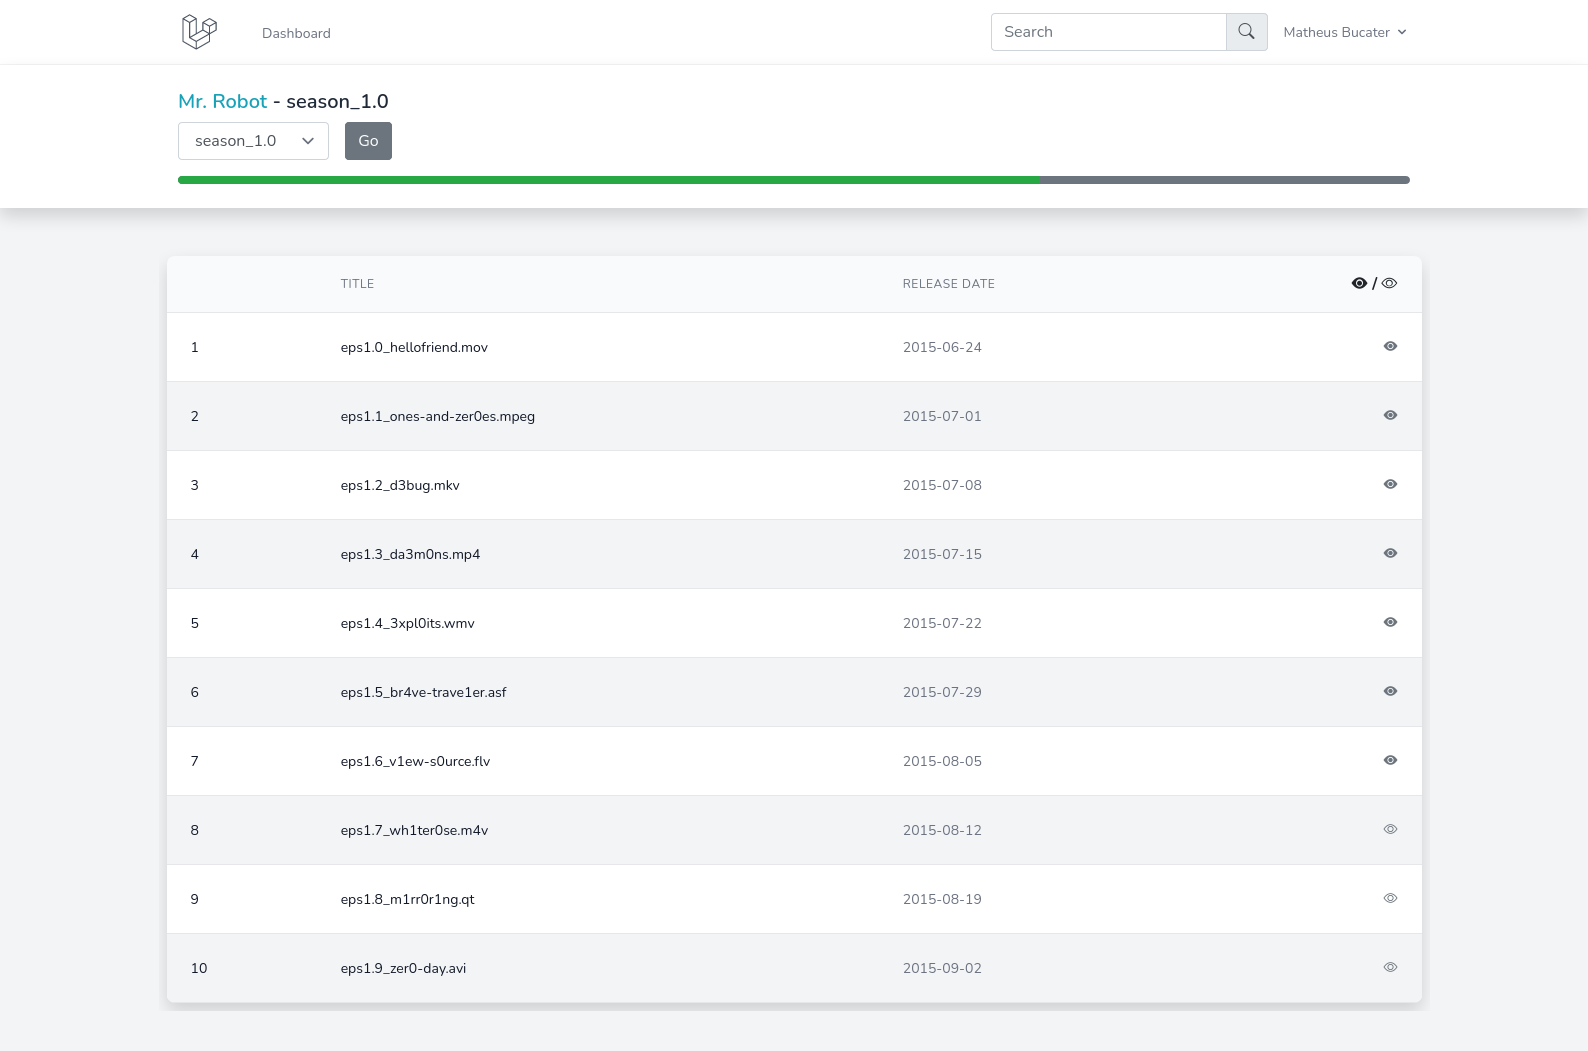 Dashboard
Search
Matheus Bucater
Mr. Robot - season_1.0
season_1.0
Go
TITLE RELEASE DATE /
1 eps1.0_hellofriend.mov 2015-06-24
2 eps1.1_ones-and-zer0es.mpeg 2015-07-01
3 eps1.2_d3bug.mkv 2015-07-08
4 eps1.3_da3m0ns.mp4 2015-07-15
5 eps1.4_3xpl0its.wmv 2015-07-22
6 eps1.5_br4ve-trave1er.asf 2015-07-29
7 eps1.6_v1ew-s0urce.flv 2015-08-05
8 eps1.7_wh1ter0se.m4v 2015-08-12
9 eps1.8_m1rr0r1ng.qt 2015-08-19
10 eps1.9_zer0-day.avi 2015-09-02